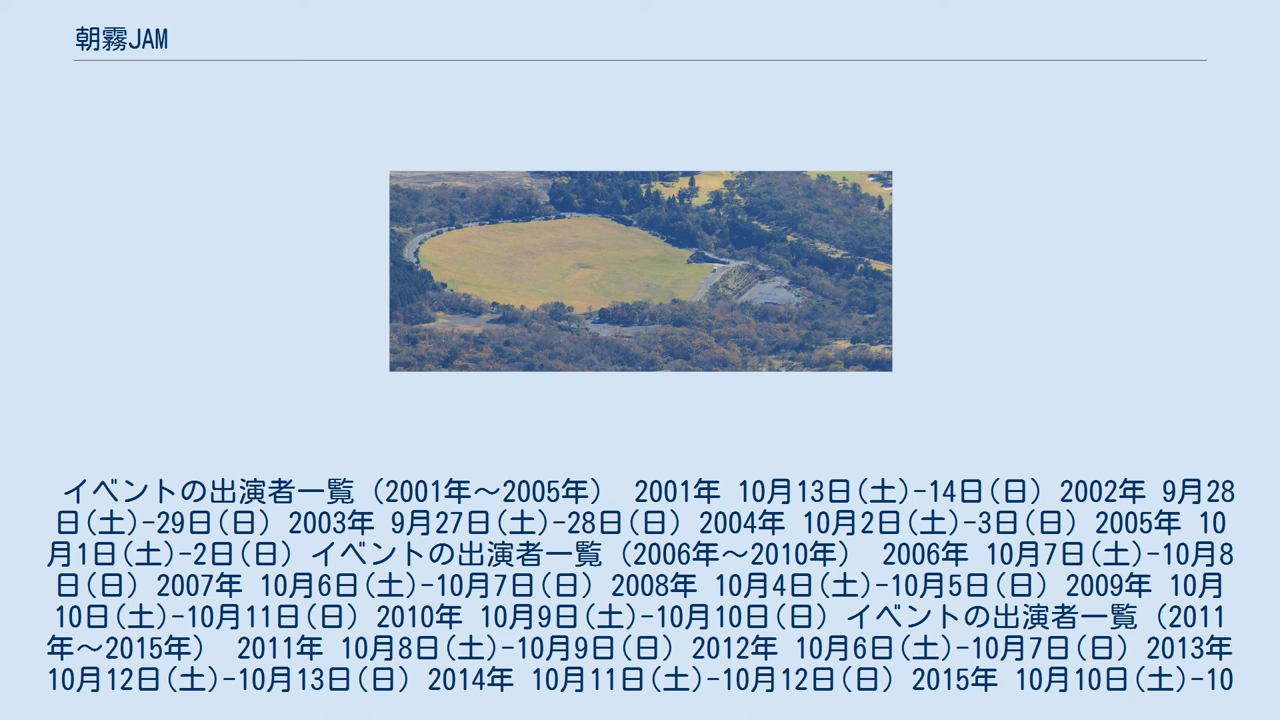 朝霧JAM
イベントの出演者一覧（2001年～2005年） 2001年 10月13日(土)-14日(日) 2002年 9月28
日(土)-29日(日) 2003年 9月27日(土)-28日(日) 2004年 10月2日(土)-3日(日) 2005年 10
月1日(土)-2日(日) イベントの出演者一覧（2006年～2010年） 2006年 10月7日(土)-10月8
日(日) 2007年 10月6日(土)-10月7日(日) 2008年 10月4日(土)-10月5日(日) 2009年 10月
10日(土)-10月11日(日) 2010年 10月9日(土)-10月10日(日) イベントの出演者一覧（2011
年～2015年） 2011年 10月8日(土)-10月9日(日) 2012年 10月6日(土)-10月7日(日) 2013年
10月12日(土)-10月13日(日) 2014年 10月11日(土)-10月12日(日) 2015年 10月10日(土)-10